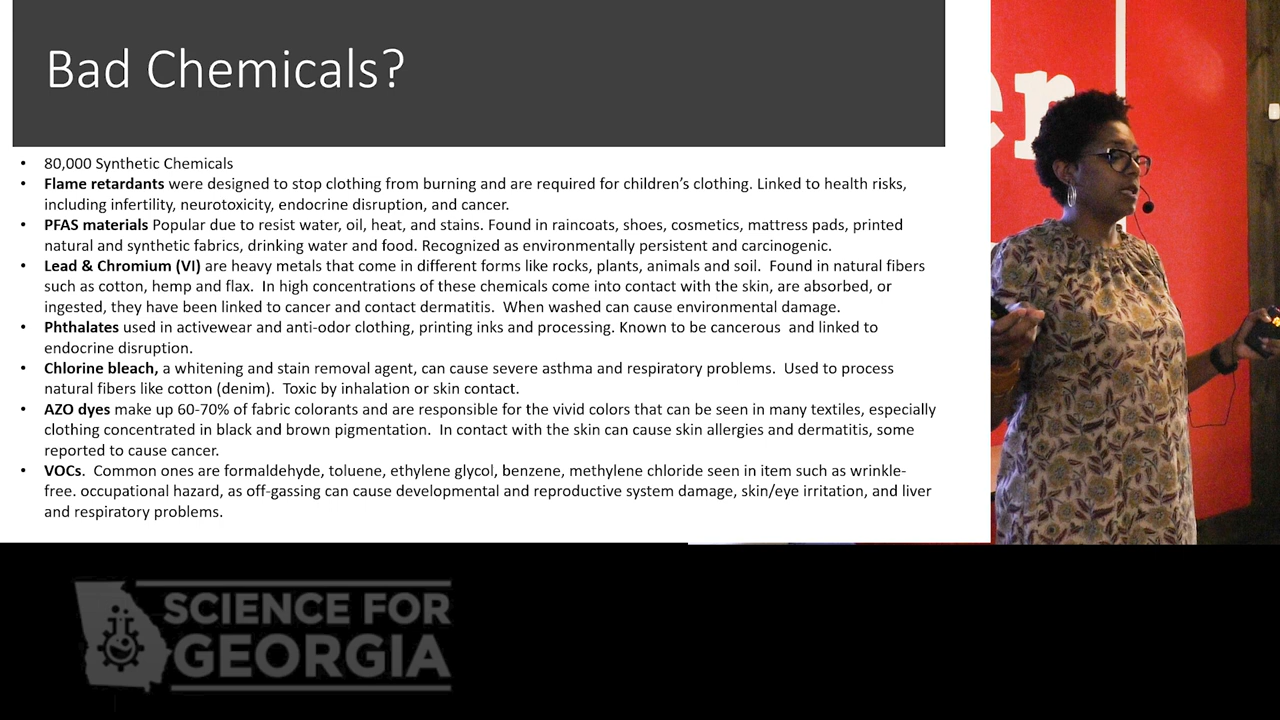 Bad Chemicals?
• 80,000 Synthetic Chemicals
• Flame retardants were designed to stop clothing from burning and are required for children's clothing. Linked to health risks,
including infertility, neurotoxicity, endocrine disruption, and cancer.
• PFAS materials Popular due to resist water, oil, heat, and stains. Found in raincoats, shoes, cosmetics, mattress pads, printed
natural and synthetic fabrics, drinking water and food. Recognized as environmentally persistent and carcinogenic.
• Lead & Chromium (VI) are heavy metals that come in different forms like rocks, plants, animals and soil. Found in natural fibers
such as cotton, hemp and flax. In high concentrations of these chemicals come into contact with the skin, are absorbed, or
ingested, they have been linked to cancer and contact dermatitis. When washed can cause environmental damage.
• Phthalates used in activewear and anti-odor clothing, printing inks and processing. Known to be cancerous and linked to
endocrine disruption.
• Chlorine bleach, a whitening and stain removal agent, can cause severe asthma and respiratory problems. Used to process
natural fibers like cotton (denim). Toxic by inhalation or skin contact.
• AZO dyes make up 60-70% of fabric colorants and are responsible for the vivid colors that can be seen in many textiles, especially
clothing concentrated in black and brown pigmentation. In contact with the skin can cause skin allergies and dermatitis, some
reported to cause cancer.
• VOCs. Common ones are formaldehyde, toluene, ethylene glycol, benzene, methylene chloride seen in item such as wrinkle-
free. occupational hazard, as off-gassing can cause developmental and reproductive system damage, skin/eye irritation, and liver
and respiratory problems.
er
SCIENCE FOR
GEORGIA